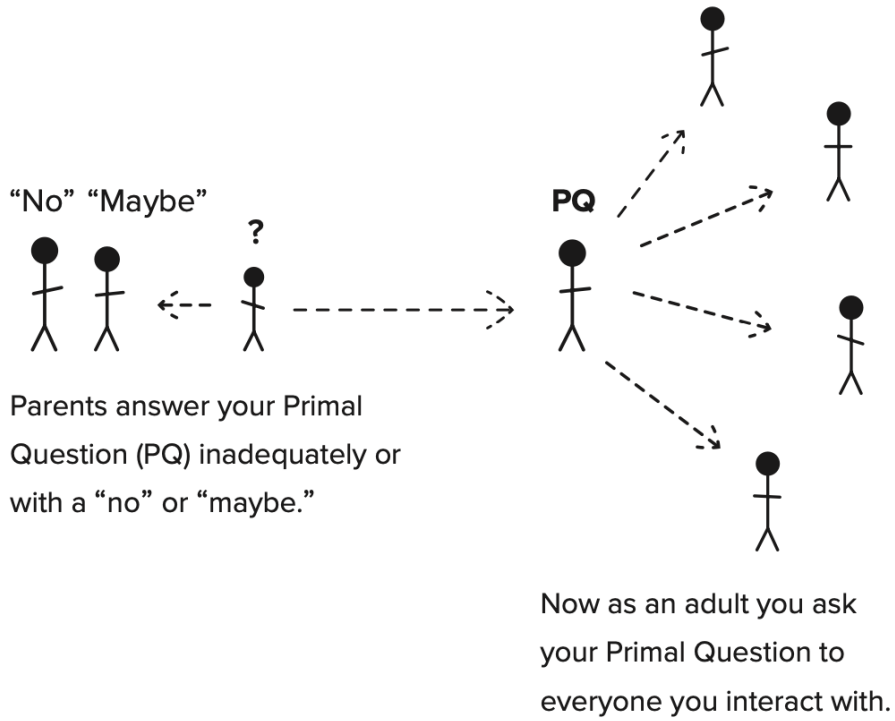 “No” “Maybe”
?
PQ
Parents answer your Primal
Question (PQ) inadequately or
with a “no” or “maybe.”
Now as an adult you ask
your Primal Question to
everyone you interact with.